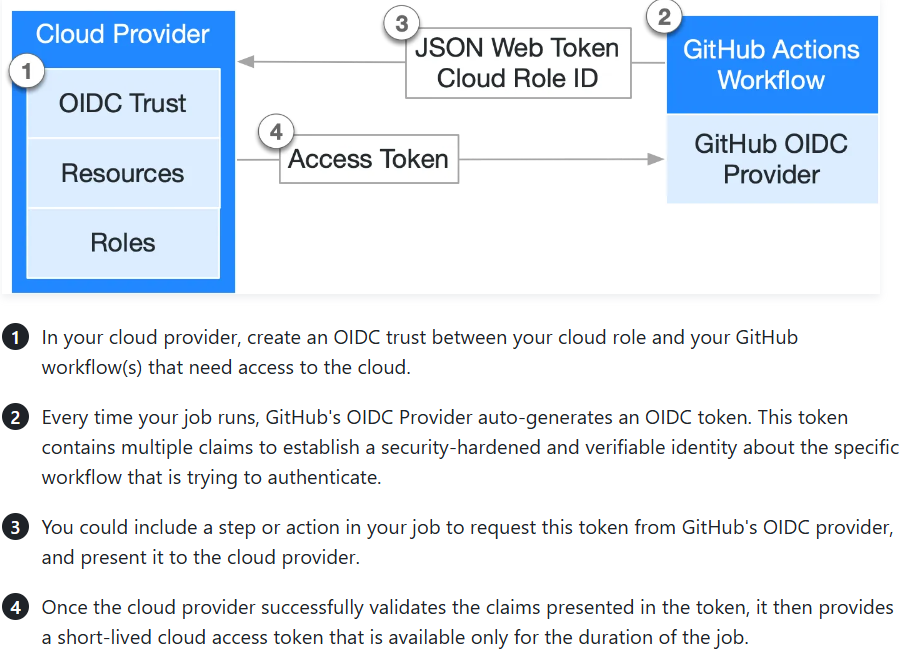 Cloud Provider
1
OIDC Trust
Resources
Roles
3
JSON Web Token
Cloud Role ID
4
Access Token
2
GitHub Actions
Workflow
GitHub OIDC
Provider
1 In your cloud provider, create an OIDC trust between your cloud role and your GitHub
workflow(s) that need access to the cloud.
2 Every time your job runs, GitHub's OIDC Provider auto-generates an OIDC token. This token
contains multiple claims to establish a security-hardened and verifiable identity about the specific
workflow that is trying to authenticate.
3 You could include a step or action in your job to request this token from GitHub's OIDC provider,
and present it to the cloud provider.
4 Once the cloud provider successfully validates the claims presented in the token, it then provides
a short-lived cloud access token that is available only for the duration of the job.